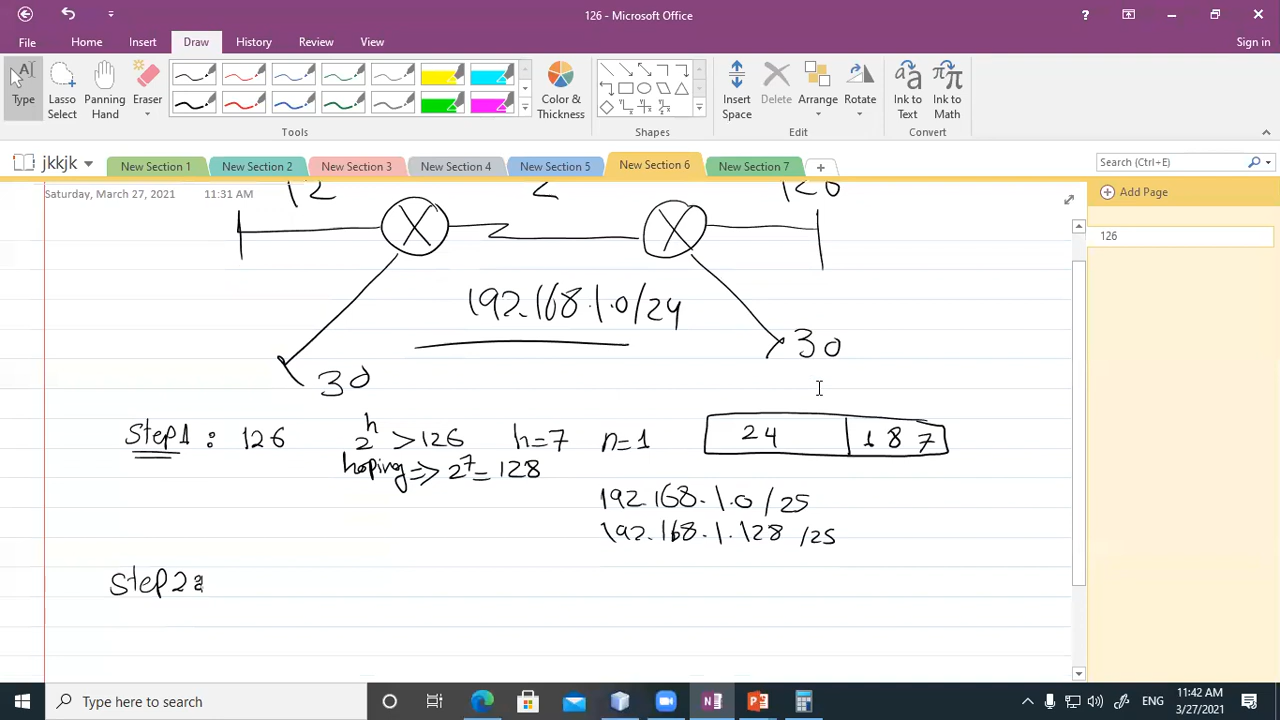 126 - Microsoft Office
Sign in
File Home Insert Draw History Review View
Type
Lasso Select
Panning Hand
Eraser
Color & Thickness
Insert Space
Delete
Arrange
Rotate
Ink to Text
Ink to Math
Tools
Shapes
Edit
Convert
jkkjk
New Section 1
New Section 2
New Section 3
New Section 4
New Section 5
New Section 6
New Section 7
Search (Ctrl+E)
Saturday, March 27, 2021 11:31 AM
Add Page
126
12 2 126
192.168.1.0/24
30
30
Step1 : 126 2^h > 126 h=7 n=1 24 1 8 7
hoping => 2^7 = 128
192.168.1.0 /25
192.168.1.128 /25
Step2:
Type here to search
ENG
11:42 AM
3/27/2021